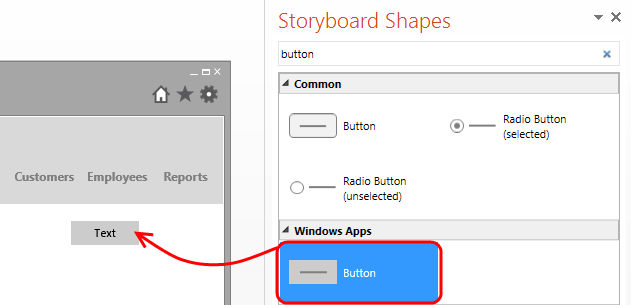 Storyboard Shapes
button
Common
Button
Radio Button
(selected)
Radio Button
(unselected)
Windows Apps
Button
Customers Employees Reports
Text